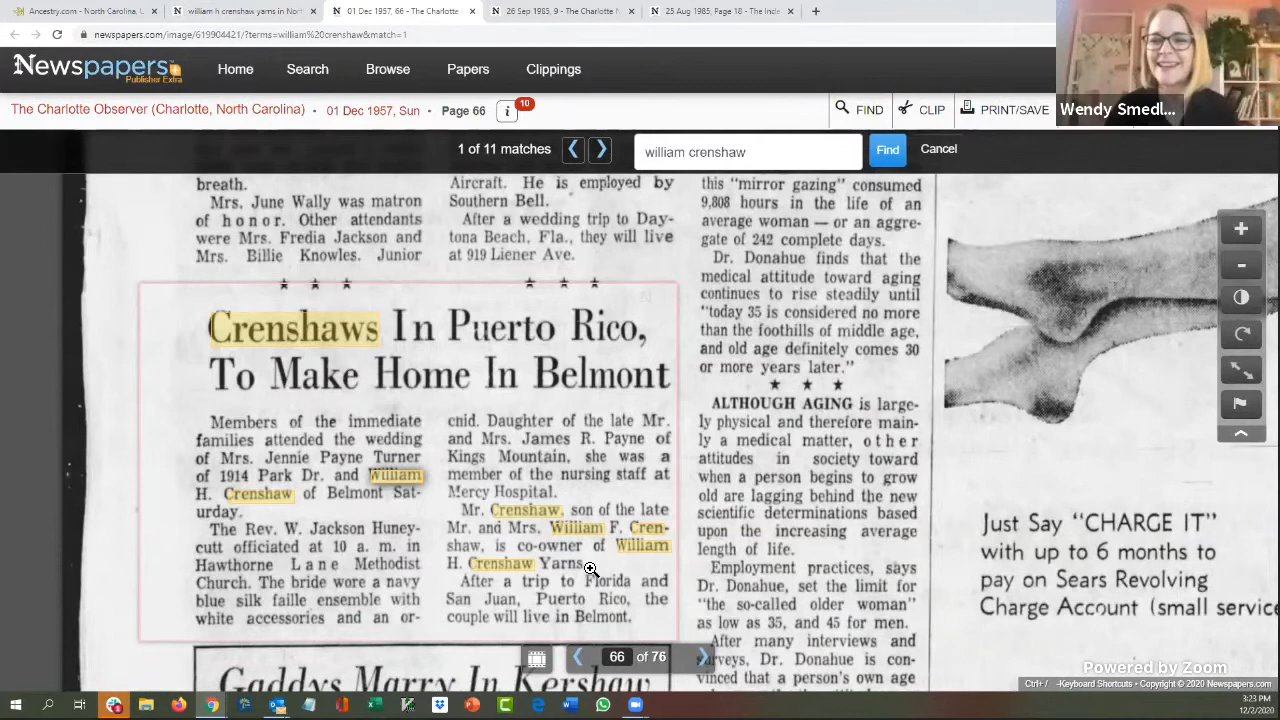 Ancestry.com - North Carolina, U
william h crenshaw yarns in Nort
01 Dec 1957, 66 - The Charlotte
26 Sep 1985, 9 - The Charlotte N
25 Aug 1985, Page 18 - The Inde
newspapers.com/image/619904421/?terms=william%20crenshaw&match=1
Newspapers
Publisher Extra
Home
Search
Browse
Papers
Clippings
Wendy Smedl...
The Charlotte Observer (Charlotte, North Carolina) • 01 Dec 1957, Sun • Page 66
10
FIND
CLIP
PRINT/SAVE
1 of 11 matches
william crenshaw
Find
Cancel
breath.
Mrs. June Wally was matron
of honor. Other attendants
were Mrs. Fredia Jackson and
Mrs. Billie Knowles. Junior
Aircraft. He is employed by
Southern Bell.
After a wedding trip to Day-
tona Beach, Fla., they will live
at 919 Liener Ave.
Crenshaws In Puerto Rico,
To Make Home In Belmont
Members of the immediate
families attended the wedding
of Mrs. Jennie Payne Turner
of 1914 Park Dr. and William
H. Crenshaw of Belmont Sat-
urday.
The Rev. W. Jackson Huney-
cutt officiated at 10 a. m. in
Hawthorne Lane Methodist
Church. The bride wore a navy
blue silk faille ensemble with
white accessories and an or-
cnid. Daughter of the late Mr.
and Mrs. James R. Payne of
Kings Mountain, she was a
member of the nursing staff at
Mercy Hospital.
Mr. Crenshaw, son of the late
Mr. and Mrs. William F. Cren-
shaw, is co-owner of William
H. Crenshaw Yarns.
After a trip to Florida and
San Juan, Puerto Rico, the
couple will live in Belmont.
Gaddys Marry In Kershaw
this "mirror gazing" consumed
9,808 hours in the life of an
average woman — or an aggre-
gate of 242 complete days.
Dr. Donahue finds that the
medical attitude toward aging
continues to rise steadily until
"today 35 is considered no more
than the foothills of middle age,
and old age definitely comes 30
or more years later."
ALTHOUGH AGING is large-
ly physical and therefore main-
ly a medical matter, other
attitudes in society toward
when a person begins to grow
old are lagging behind the new
scientific determinations based
upon the increasing average
length of life.
Employment practices, says
Dr. Donahue, set the limit for
"the so-called older woman"
as low as 35, and 45 for men.
After many interviews and
surveys, Dr. Donahue is con-
vinced that a person's own age
Just Say "CHARGE IT"
with up to 6 months to
pay on Sears Revolving
Charge Account (small service
66 of 76
Powered by Zoom
Ctrl+ / -Keyboard Shortcuts • Copyright © 2020 Newspapers.com
3:23 PM
12/2/2020